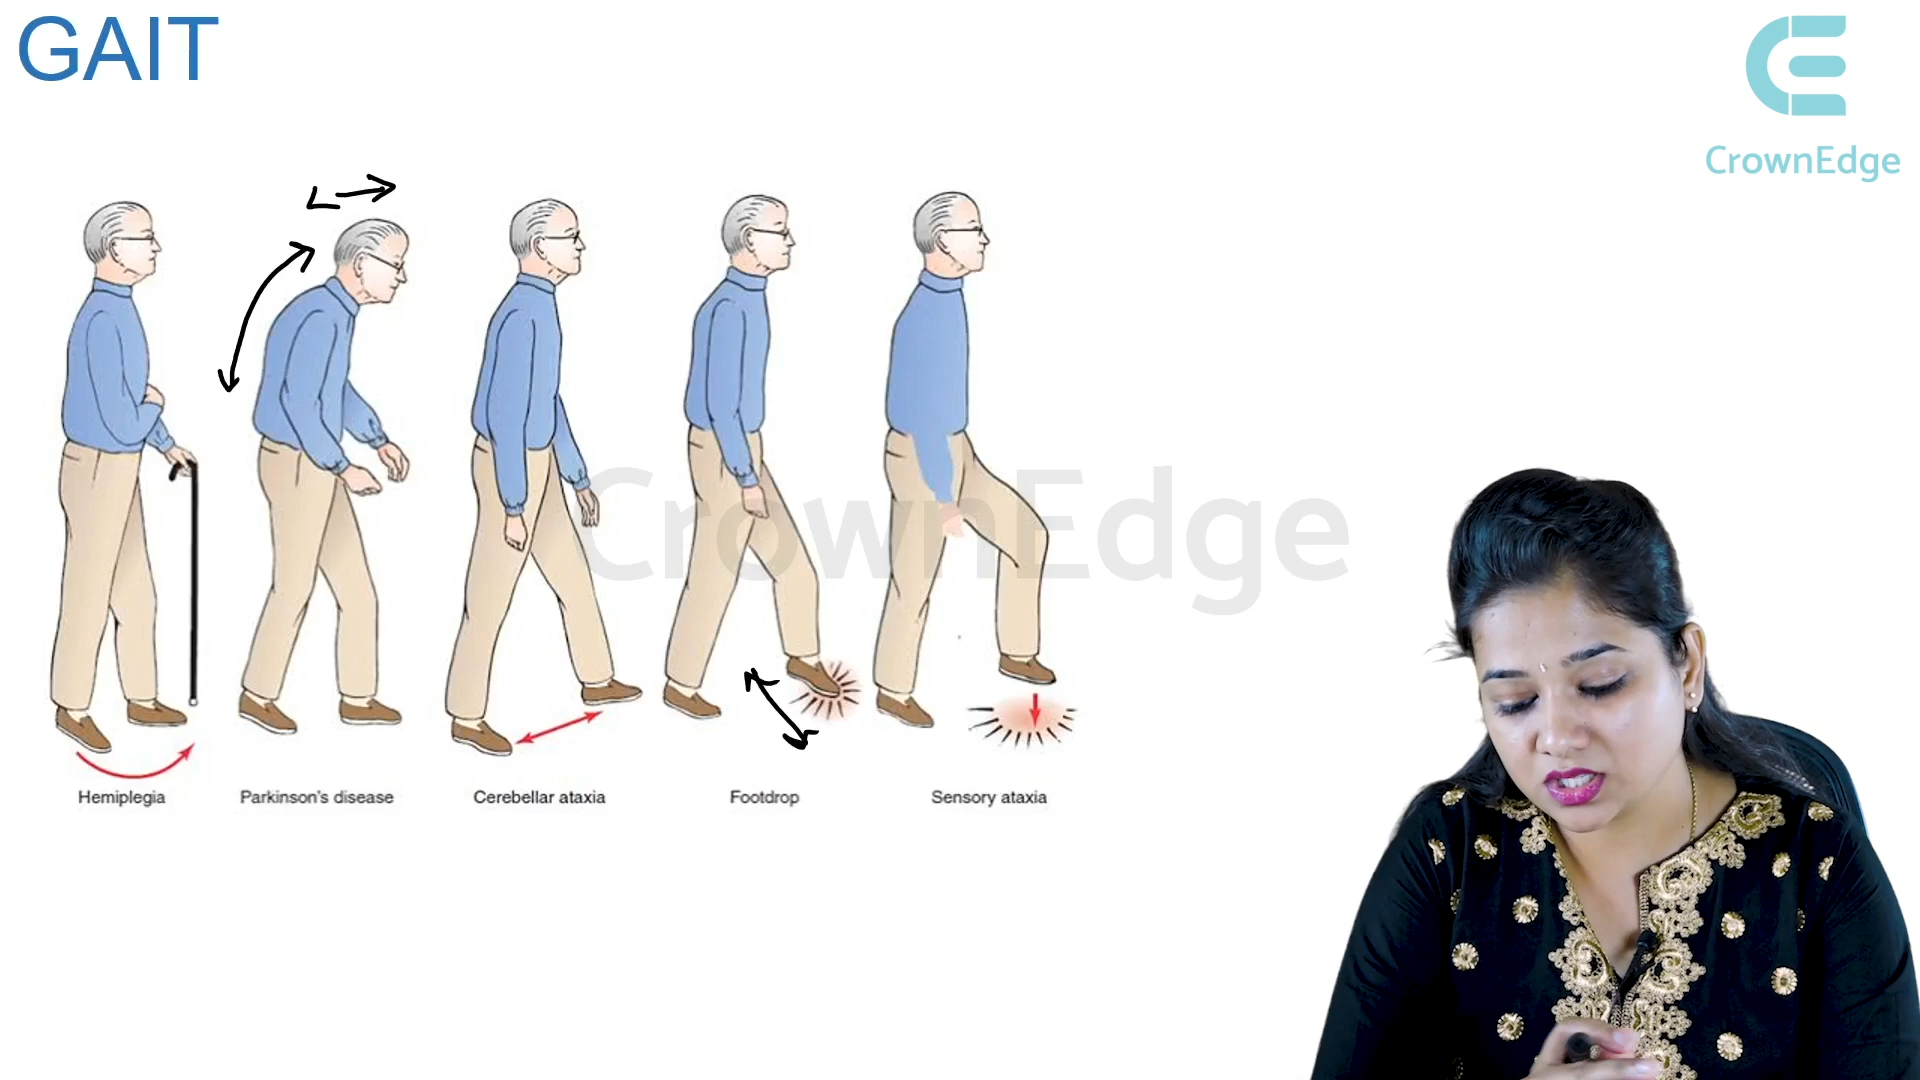 GAIT
CrownEdge
CrownEdge
Hemiplegia
Parkinson's disease
Cerebellar ataxia
Footdrop
Sensory ataxia